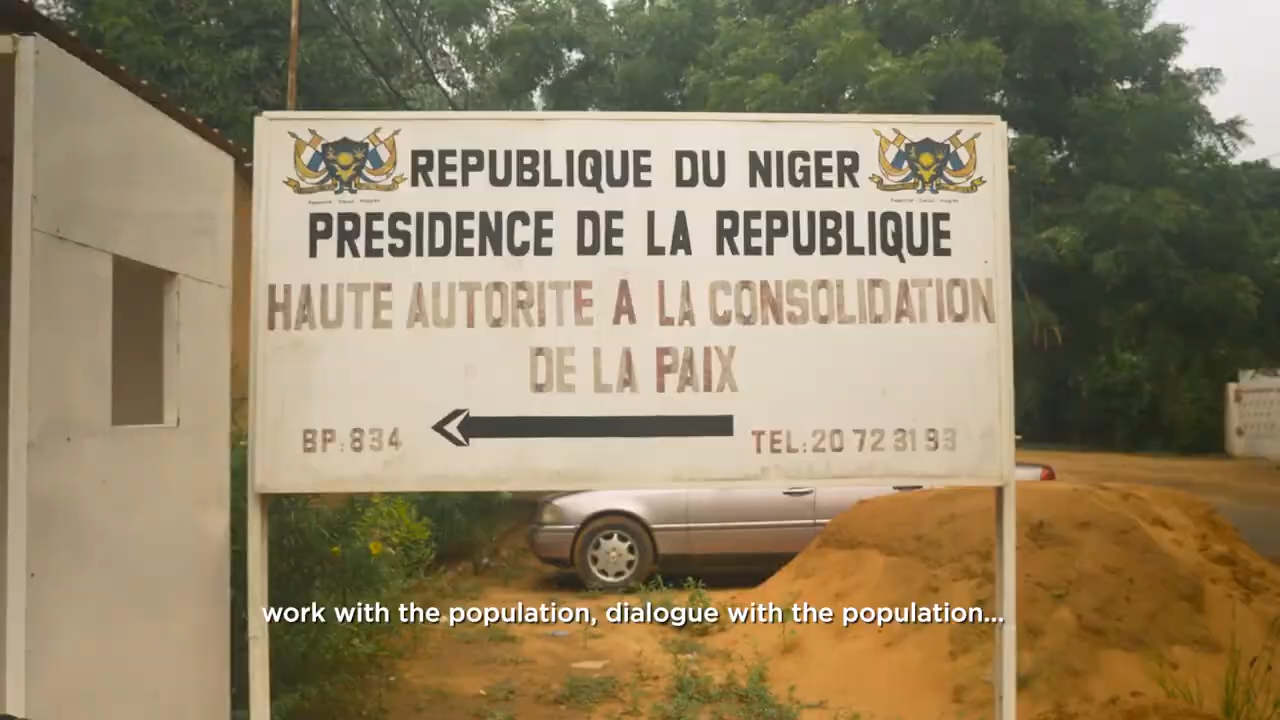 REPUBLIQUE DU NIGER
PRESIDENCE DE LA REPUBLIQUE
HAUTE AUTORITE A LA CONSOLIDATION
DE LA PAIX
BP:834
TEL:20 72 31 93
work with the population, dialogue with the population...